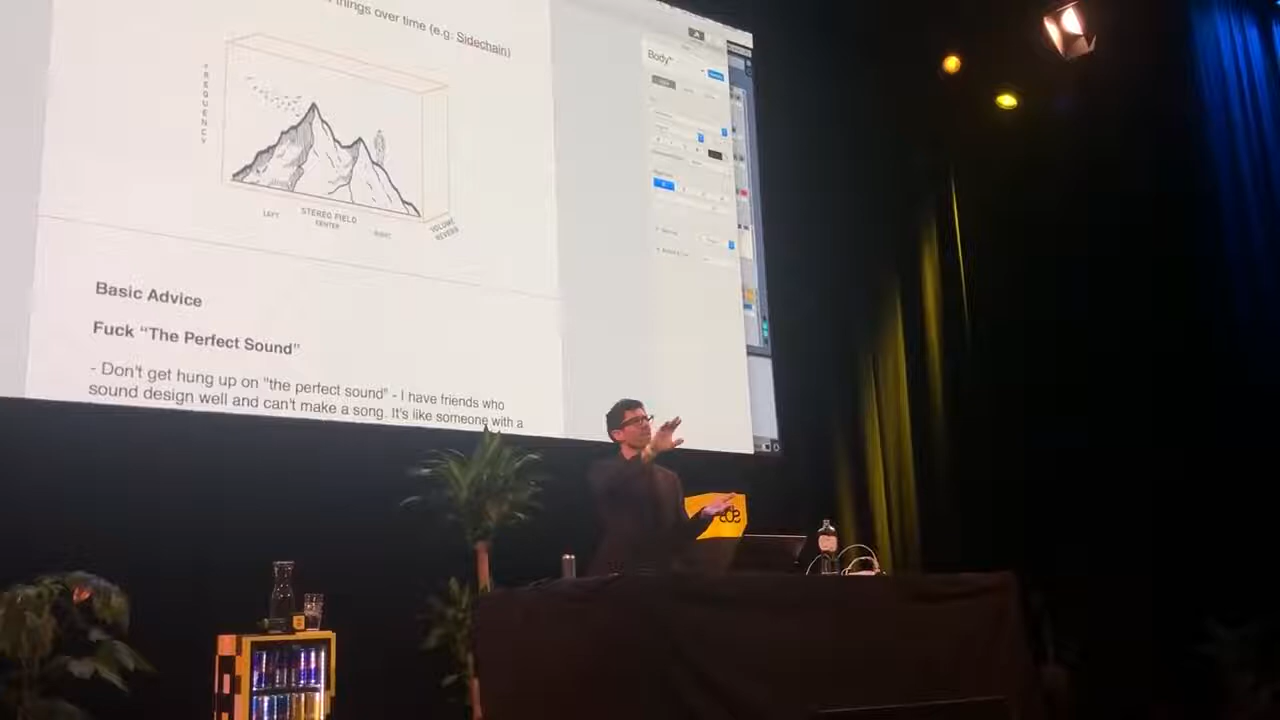 things over time (e.g: Sidechain)
FREQUENCY
LEFT
STEREO FIELD
CENTER
RIGHT
VOLUME
REVERB
Body*
Basic Advice
Fuck “The Perfect Sound”
- Don't get hung up on "the perfect sound" - I have friends who
sound design well and can't make a song. It's like someone with a